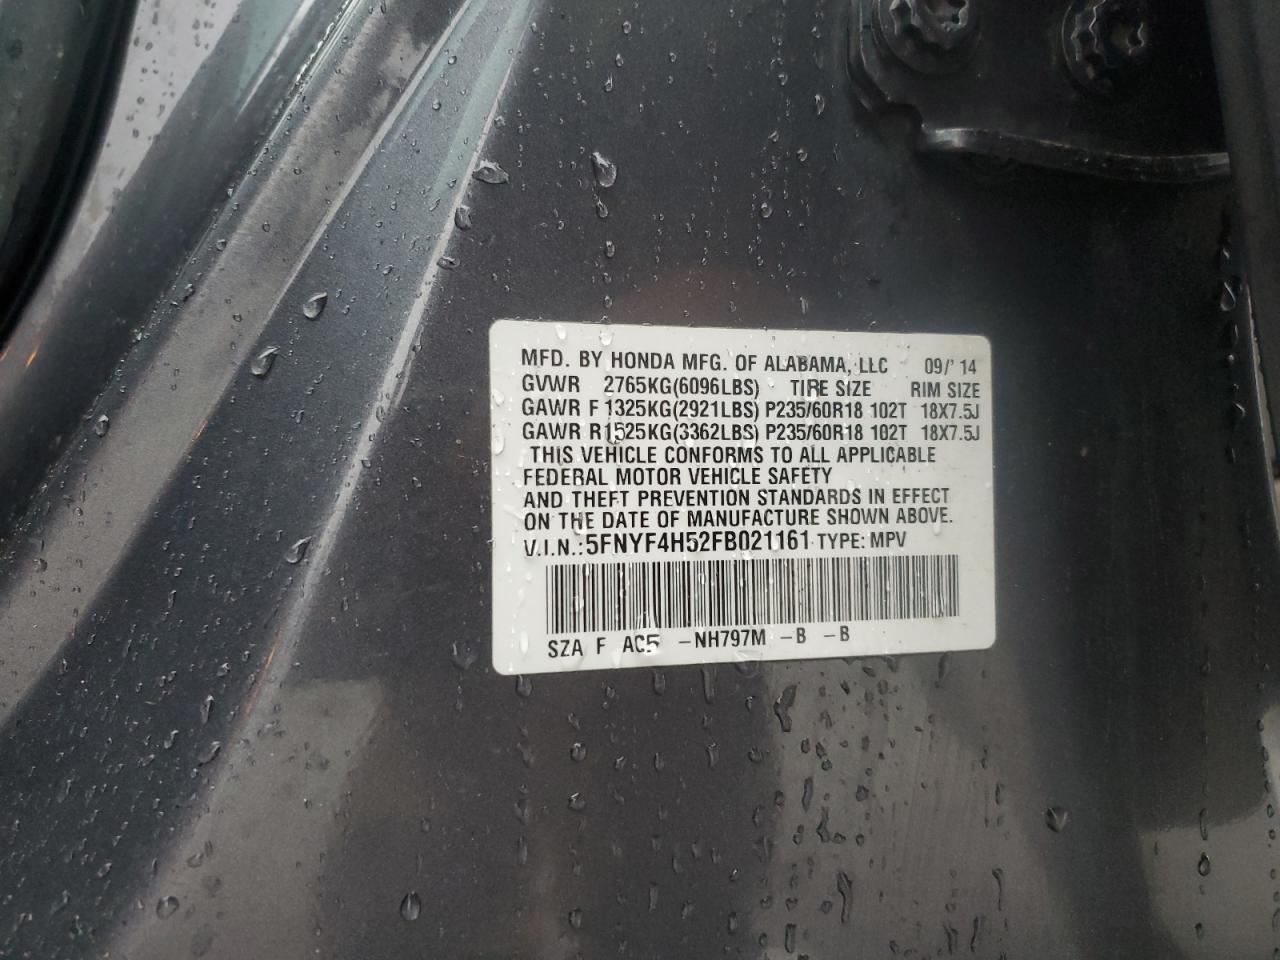 MFD. BY HONDA MFG. OF ALABAMA, LLC 09/' 14
GVWR 2765KG(6096LBS) TIRE SIZE RIM SIZE
GAWR F 1325KG(2921LBS) P235/60R18 102T 18X7.5J
GAWR R1525KG(3362LBS) P235/60R18 102T 18X7.5J
THIS VEHICLE CONFORMS TO ALL APPLICABLE
FEDERAL MOTOR VEHICLE SAFETY
AND THEFT PREVENTION STANDARDS IN EFFECT
ON THE DATE OF MANUFACTURE SHOWN ABOVE.
V.I.N.:5FNYF4H52FB021161 TYPE: MPV
SZA F AC5 -NH797M -B -B